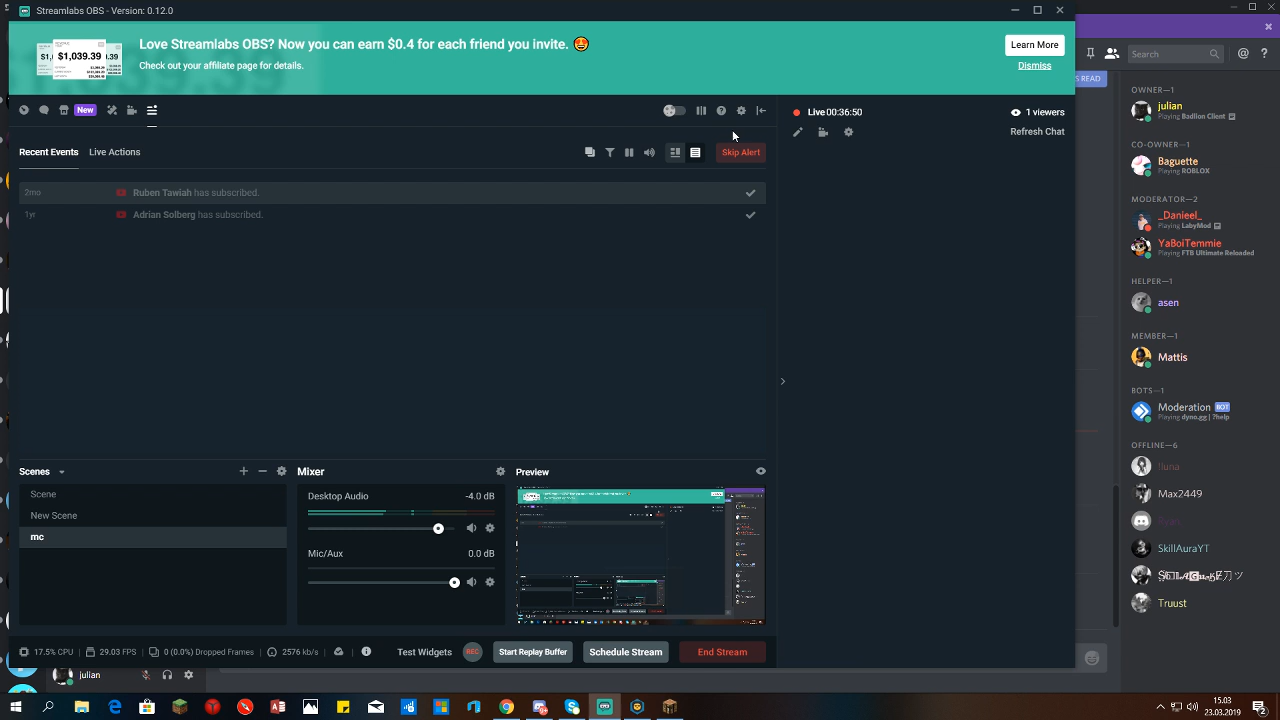 Streamlabs OBS - Version: 0.12.0
$1,039.39
Love Streamlabs OBS? Now you can earn $0.4 for each friend you invite. 🤩
Check out your affiliate page for details.
Learn More
Dismiss
Search
S READ
New
Live 00:36:50
1 viewers
Refresh Chat
Recent Events
Live Actions
Skip Alert
2mo
Ruben Tawiah has subscribed.
1yr
Adrian Solberg has subscribed.
Scenes
Scene
New Scene
mc
Mixer
Desktop Audio
-4.0 dB
Mic/Aux
0.0 dB
Preview
17.5% CPU
29.03 FPS
0 (0.0%) Dropped Frames
2576 kb/s
Test Widgets
REC
Start Replay Buffer
Schedule Stream
End Stream
OWNER—1
julian
Playing Badlion Client
CO-OWNER—1
Baguette
Playing ROBLOX
MODERATOR—2
_Danieel_
Playing LabyMod
YaBoiTemmie
Playing FTB Ultimate Reloaded
HELPER—1
asen
MEMBER—1
Mattis
BOTS—1
Moderation BOT
Playing dyno.gg | ?help
OFFLINE—6
Max2449
SkillAuraYT
Truust
julian
15.03
23.03.2019
2